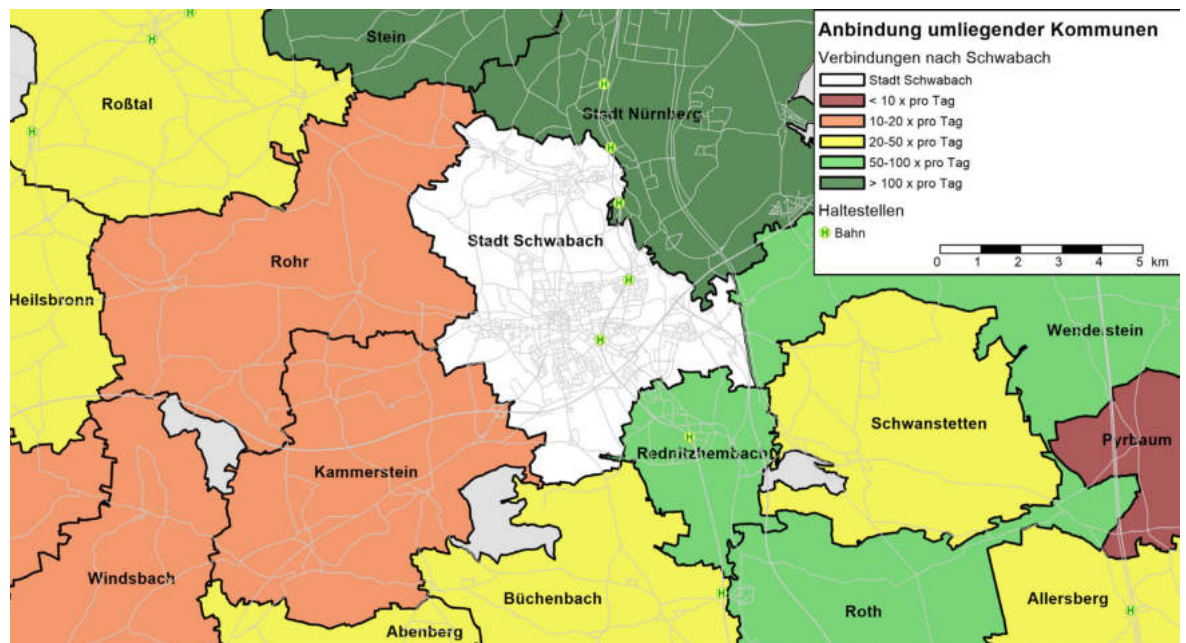 Anbindung umliegender Kommunen
Verbindungen nach Schwabach
Stadt Schwabach
< 10 x pro Tag
10-20 x pro Tag
20-50 x pro Tag
50-100 x pro Tag
> 100 x pro Tag
Haltestellen
H Bahn
0 1 2 3 4 5
km
Stein
Roßtal
Stadt Nürnberg
Stadt Schwabach
Rohr
Heilsbronn
Wendelstein
Schwanstetten
Pyrbaum
Rednitzhembach
Kammerstein
Windsbach
Büchenbach
Roth
Allersberg
Abenberg
H
H
H
H
H
H
H
H
H
H
H